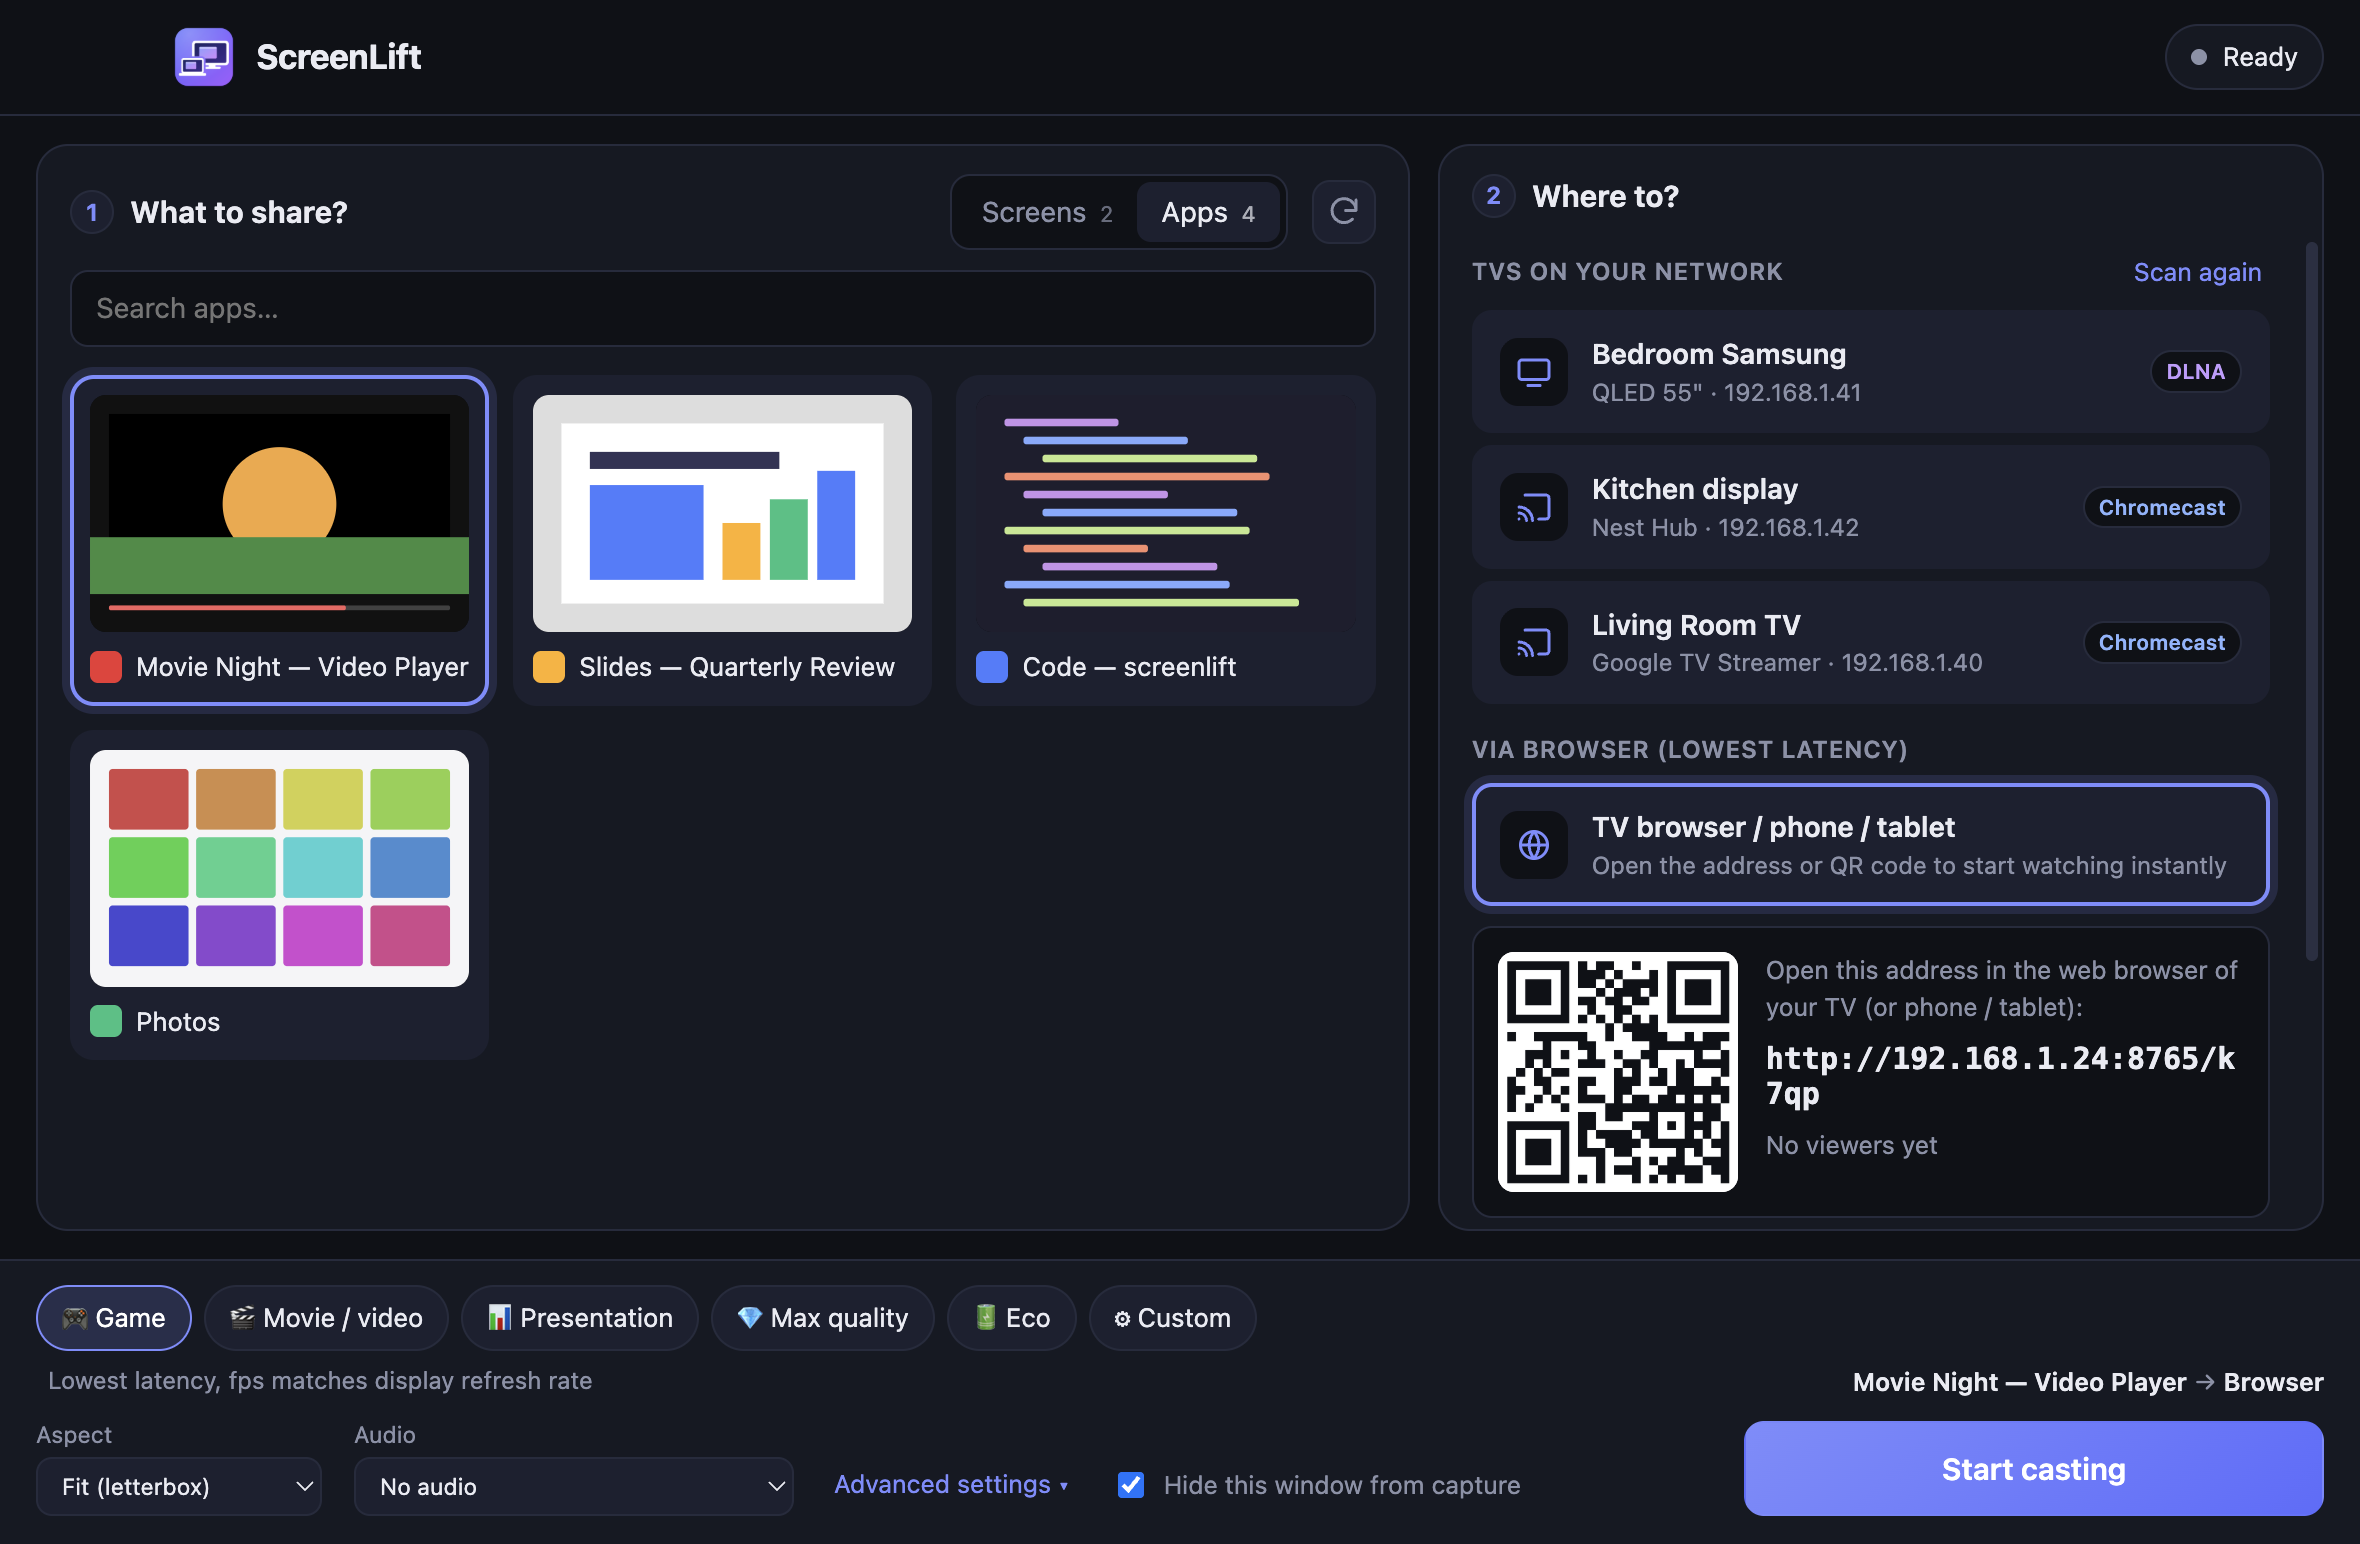 ScreenLift
Ready
1 What to share?
Screens 2 Apps 4
Search apps...
Movie Night — Video Player
Slides — Quarterly Review
Code — screenlift
Photos
2 Where to?
TVS ON YOUR NETWORK
Scan again
Bedroom Samsung
QLED 55" · 192.168.1.41
DLNA
Kitchen display
Nest Hub · 192.168.1.42
Chromecast
Living Room TV
Google TV Streamer · 192.168.1.40
Chromecast
VIA BROWSER (LOWEST LATENCY)
TV browser / phone / tablet
Open the address or QR code to start watching instantly
Open this address in the web browser of
your TV (or phone / tablet):
http://192.168.1.24:8765/k
7qp
No viewers yet
🎮 Game 🎬 Movie / video 📊 Presentation 💎 Max quality 🔋 Eco ⚙ Custom
Lowest latency, fps matches display refresh rate
Movie Night — Video Player → Browser
Aspect
Fit (letterbox)
Audio
No audio
Advanced settings ▾
Hide this window from capture
Start casting